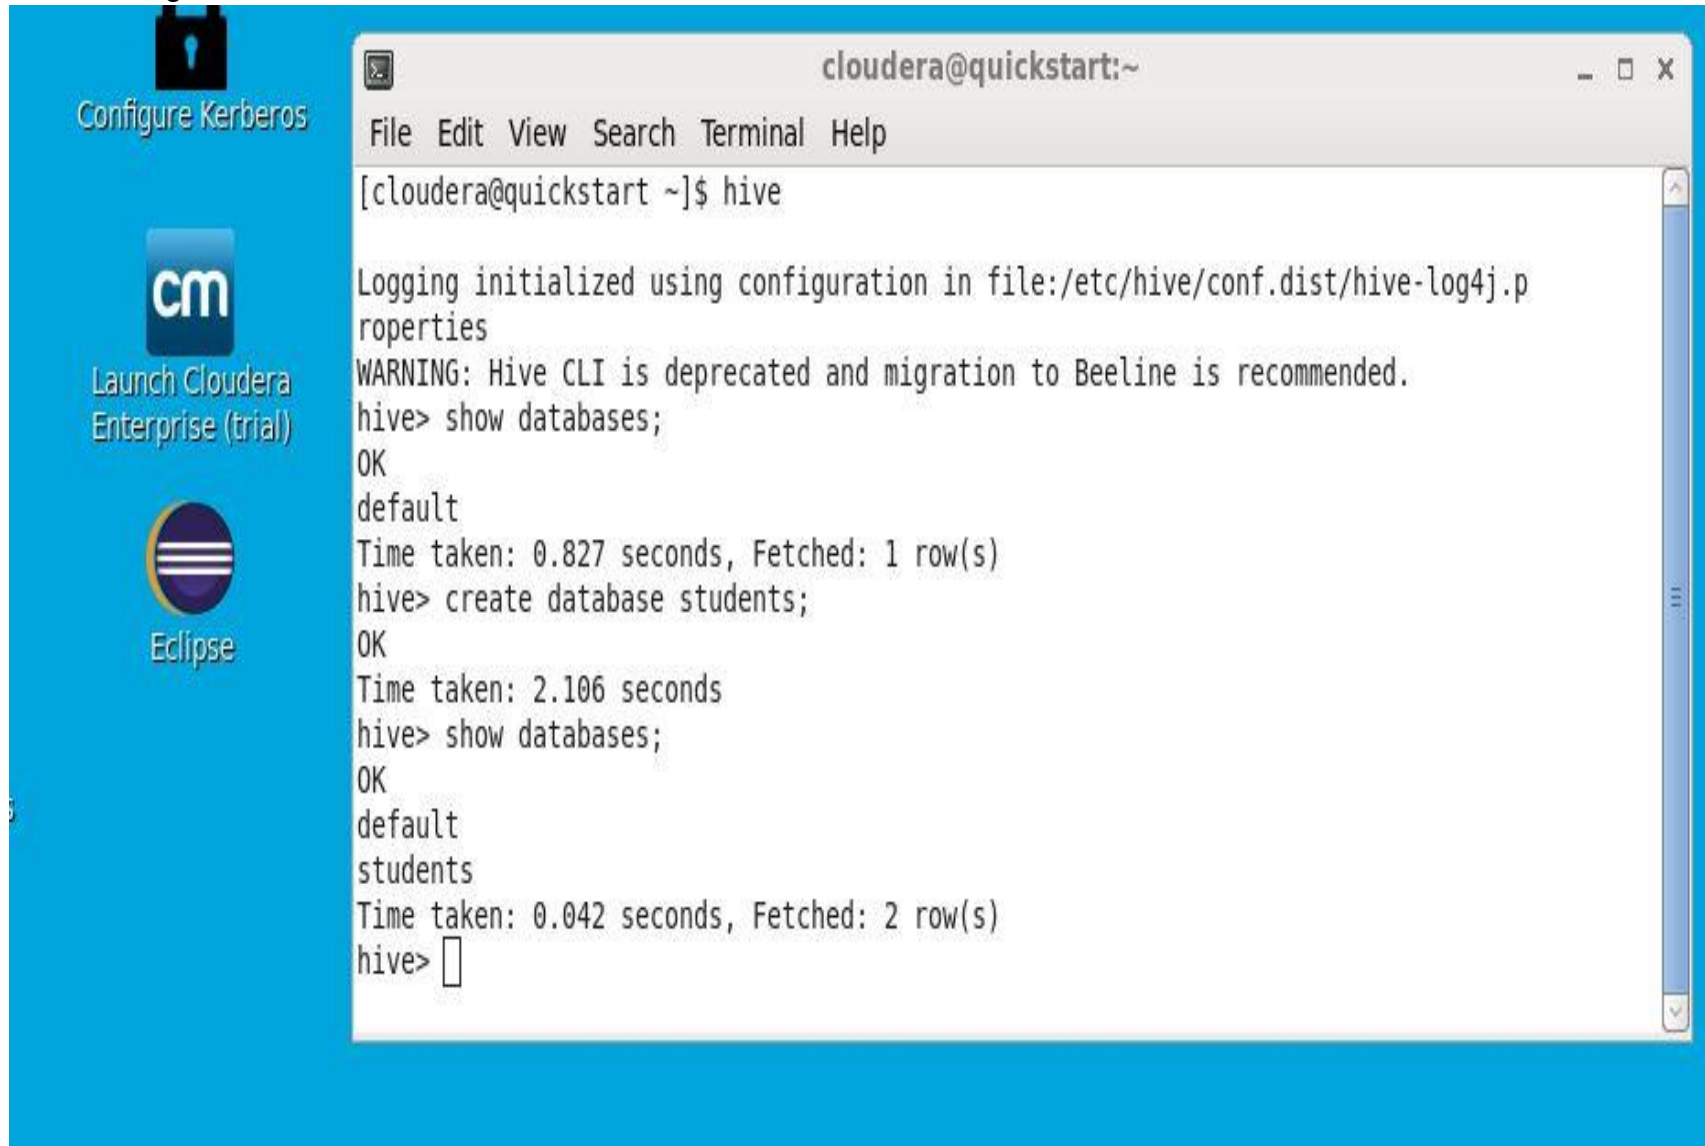 Configure Kerberos
cm
Launch Cloudera
Enterprise (trial)
Eclipse
cloudera@quickstart:~
File Edit View Search Terminal Help
[cloudera@quickstart ~]$ hive
Logging initialized using configuration in file:/etc/hive/conf.dist/hive-log4j.p
roperties
WARNING: Hive CLI is deprecated and migration to Beeline is recommended.
hive> show databases;
OK
default
Time taken: 0.827 seconds, Fetched: 1 row(s)
hive> create database students;
OK
Time taken: 2.106 seconds
hive> show databases;
OK
default
students
Time taken: 0.042 seconds, Fetched: 2 row(s)
hive>